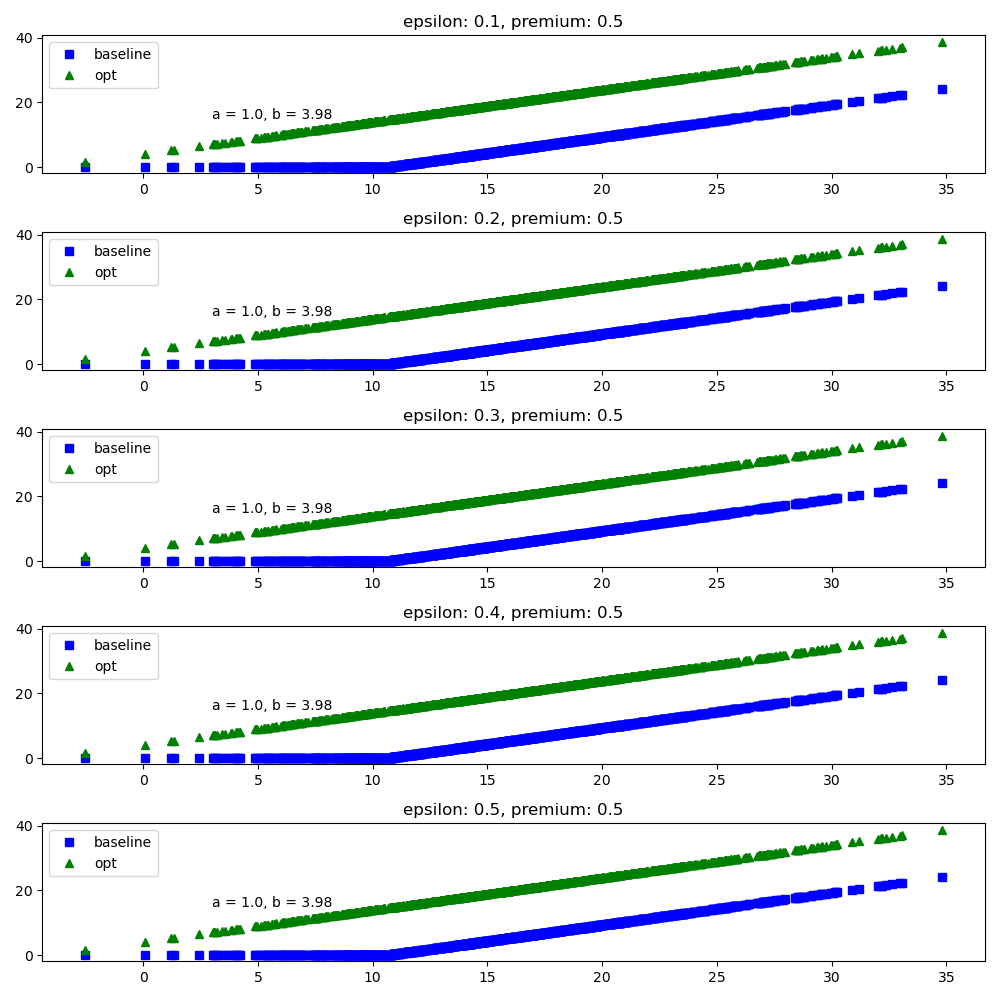 epsilon: 0.1, premium: 0.5
40
baseline
opt
20
a = 1.0, b = 3.98
0
0 5 10 15 20 25 30 35
epsilon: 0.2, premium: 0.5
40
baseline
opt
20
a = 1.0, b = 3.98
0
0 5 10 15 20 25 30 35
epsilon: 0.3, premium: 0.5
40
baseline
opt
20
a = 1.0, b = 3.98
0
0 5 10 15 20 25 30 35
epsilon: 0.4, premium: 0.5
40
baseline
opt
20
a = 1.0, b = 3.98
0
0 5 10 15 20 25 30 35
epsilon: 0.5, premium: 0.5
40
baseline
opt
20
a = 1.0, b = 3.98
0
0 5 10 15 20 25 30 35